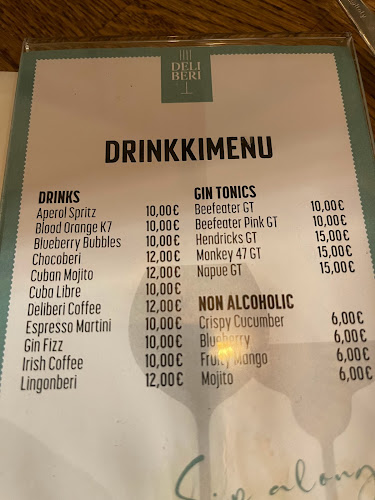 DELI
BERI
DRINKKIMENU
DRINKS
Aperol Spritz 10,00€
Blood Orange K7 10,00€
Blueberry Bubbles 10,00€
Chocoberi 12,00€
Cuban Mojito 12,00€
Cuba Libre 10,00€
Deliberi Coffee 12,00€
Espresso Martini 10,00€
Gin Fizz 10,00€
Irish Coffee 10,00€
Lingonberi 12,00€
GIN TONICS
Beefeater GT 10,00€
Beefeater Pink GT 10,00€
Hendricks GT 15,00€
Monkey 47 GT 15,00€
Napue GT 15,00€
NON ALCOHOLIC
Crispy Cucumber 6,00€
Blueberry 6,00€
Fruity Mango 6,00€
Mojito 6,00€
along